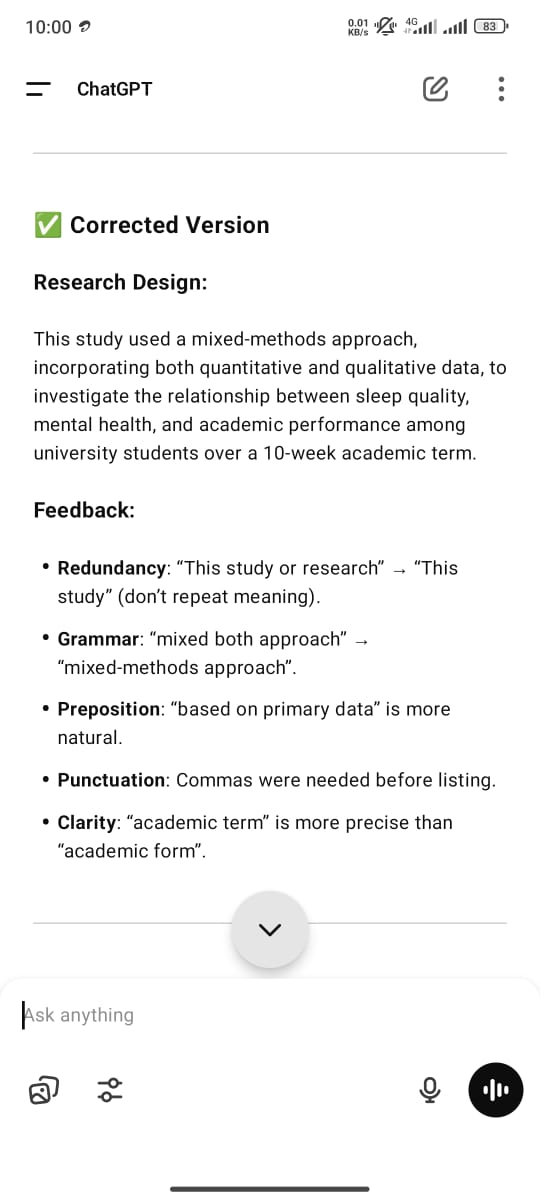 10:00
0.01
KB/s
4G
83
ChatGPT
✅ Corrected Version
Research Design:
This study used a mixed-methods approach,
incorporating both quantitative and qualitative data, to
investigate the relationship between sleep quality,
mental health, and academic performance among
university students over a 10-week academic term.
Feedback:
• Redundancy: “This study or research” → “This
study” (don’t repeat meaning).
• Grammar: “mixed both approach” →
“mixed-methods approach”.
• Preposition: “based on primary data” is more
natural.
• Punctuation: Commas were needed before listing.
• Clarity: “academic term” is more precise than
“academic form”.
Ask anything